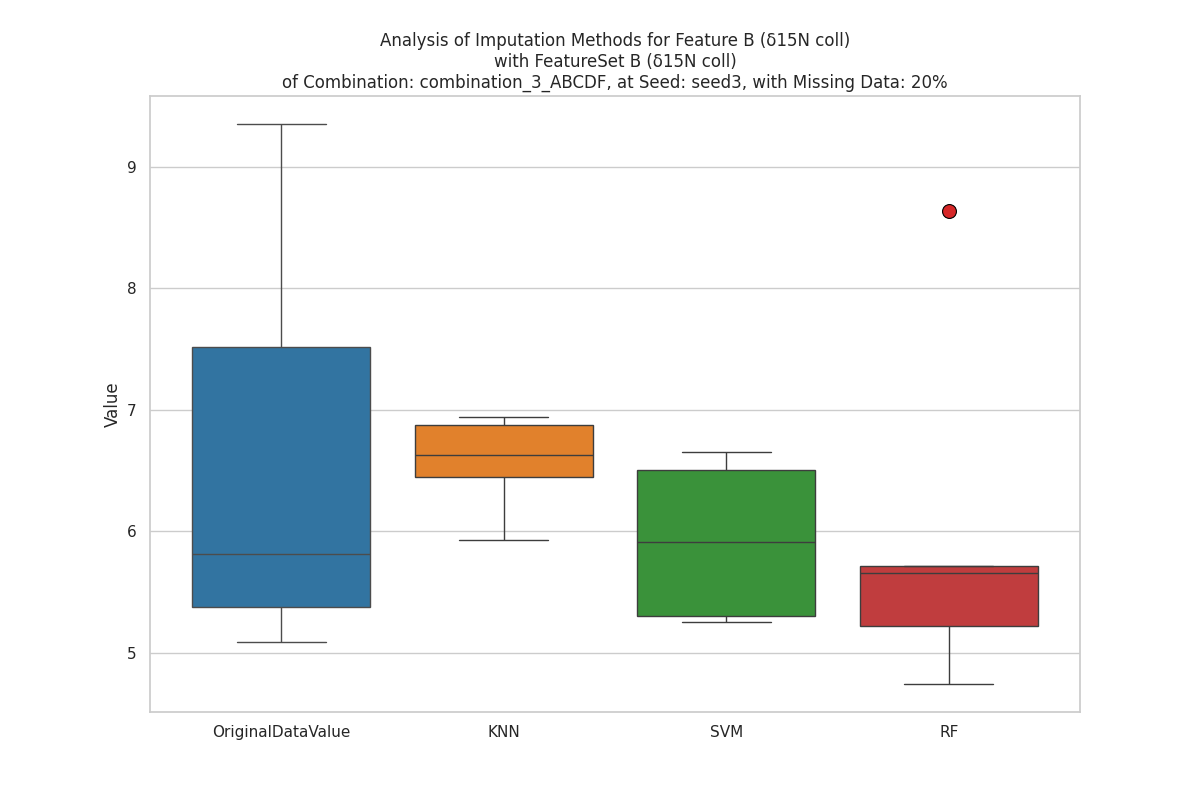 Analysis of Imputation Methods for Feature B (δ15N coll)
with FeatureSet B (δ15N coll)
of Combination: combination_3_ABCDF, at Seed: seed3, with Missing Data: 20%
Value
9
8
7
6
5
OriginalDataValue
KNN
SVM
RF